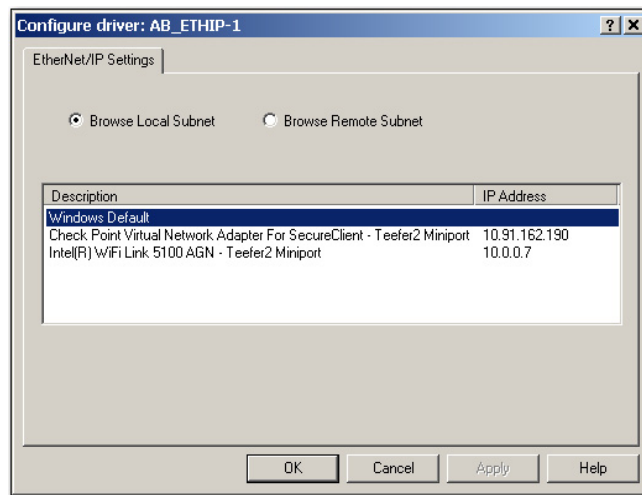 Configure driver: AB_ETHIP-1
EtherNet/IP Settings
Browse Local Subnet Browse Remote Subnet
Description IP Address
Windows Default
Check Point Virtual Network Adapter For SecureClient - Teefer2 Miniport 10.91.162.190
Intel(R) WiFi Link 5100 AGN - Teefer2 Miniport 10.0.0.7
OK Cancel Apply Help